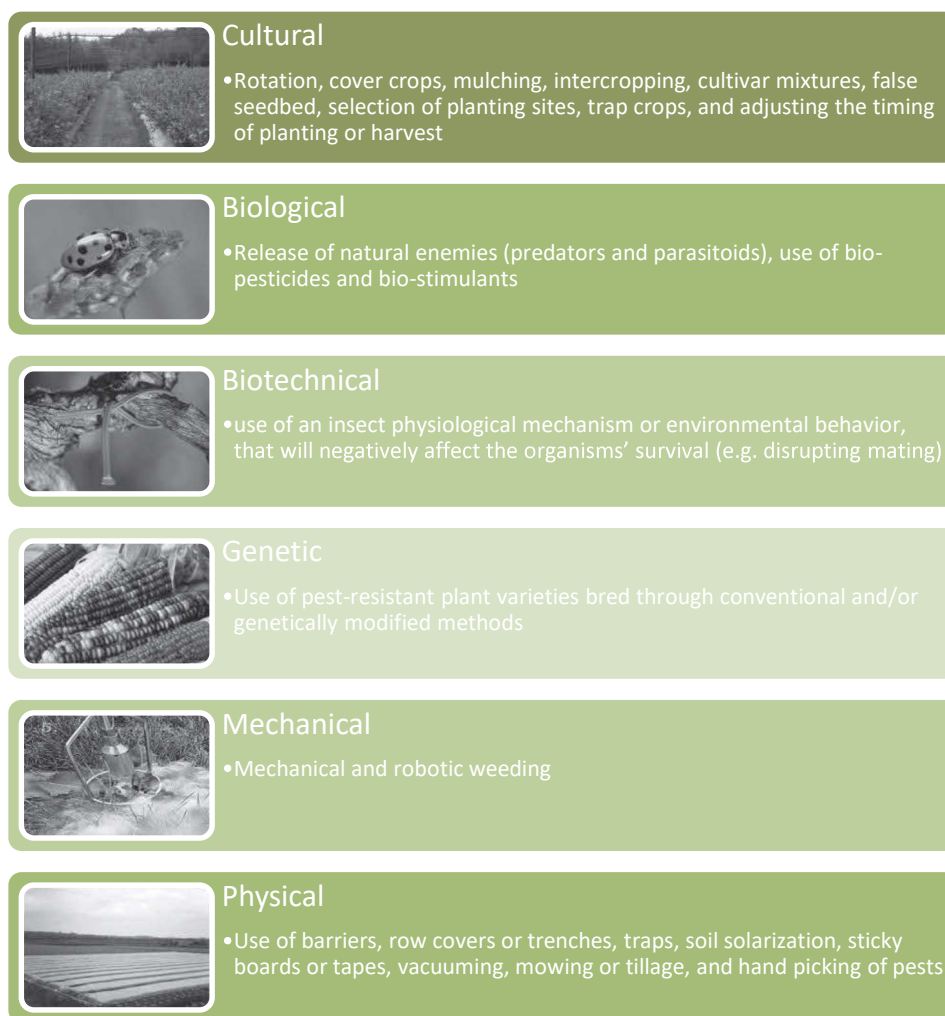 Cultural
•Rotation, cover crops, mulching, intercropping, cultivar mixtures, false
seedbed, selection of planting sites, trap crops, and adjusting the timing
of planting or harvest
Biological
•Release of natural enemies (predators and parasitoids), use of bio-
pesticides and bio-stimulants
Biotechnical
•use of an insect physiological mechanism or environmental behavior,
that will negatively affect the organisms’ survival (e.g. disrupting mating)
Genetic
•Use of pest-resistant plant varieties bred through conventional and/or
genetically modified methods
Mechanical
•Mechanical and robotic weeding
Physical
•Use of barriers, row covers or trenches, traps, soil solarization, sticky
boards or tapes, vacuuming, mowing or tillage, and hand picking of pests